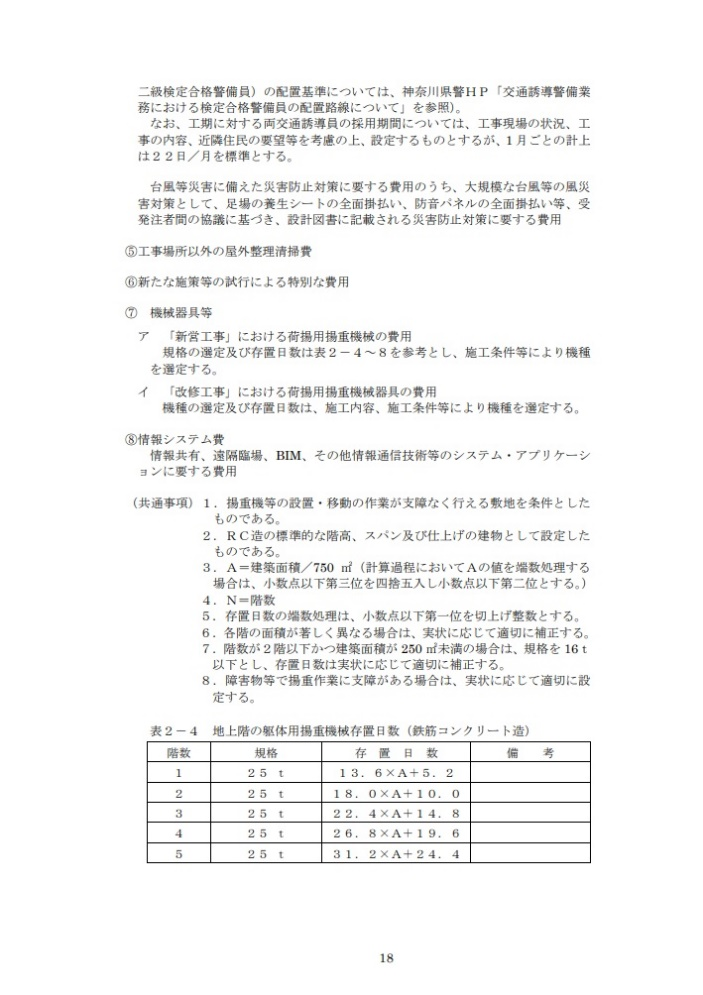 二級検定合格警備員）の配置基準については、神奈川県警ＨＰ「交通誘導警備業
務における検定合格警備員の配置路線について」を参照）。
なお、工期に対する両交通誘導員の採用期間については、工事現場の状況、工
事の内容、近隣住民の要望等を考慮の上、設定するものとするが、１月ごとの計上
は２２日／月を標準とする。
台風等災害に備えた災害防止対策に要する費用のうち、大規模な台風等の風災
害対策として、足場の養生シートの全面掛払い、防音パネルの全面掛払い等、受
発注者間の協議に基づき、設計図書に記載される災害防止対策に要する費用
⑤工事場所以外の屋外整理清掃費
⑥新たな施策等の試行による特別な費用
⑦　機械器具等
ア　「新営工事」における荷揚用揚重機械の費用
規格の選定及び存置日数は表２－４～８を参考とし、施工条件等により機種
を選定する。
イ　「改修工事」における荷揚用揚重機械器具の費用
機種の選定及び存置日数は、施工内容、施工条件等により機種を選定する。
⑧情報システム費
情報共有、遠隔臨場、BIM、その他情報通信技術等のシステム・アプリケーシ
ョンに要する費用
（共通事項）１．揚重機等の設置・移動の作業が支障なく行える敷地を条件とした
ものである。
２．ＲＣ造の標準的な階高、スパン及び仕上げの建物として設定した
ものである。
３．Ａ＝建築面積／750 ㎡（計算過程においてＡの値を端数処理する
場合は、小数点以下第三位を四捨五入し小数点以下第二位とする。）
４．Ｎ＝階数
５．存置日数の端数処理は、小数点以下第一位を切上げ整数とする。
６．各階の面積が著しく異なる場合は、実状に応じて適切に補正する。
７．階数が２階以下かつ建築面積が 250 ㎡未満の場合は、規格を 16ｔ
以下とし、存置日数は実状に応じて適切に補正する。
８．障害物等で揚重作業に支障がある場合は、実状に応じて適切に設
定する。
表２－４　地上階の躯体用揚重機械存置日数（鉄筋コンクリート造）
階数　規格　存　置　日　数　備　考
１　２５　ｔ　１３．６×Ａ＋５．２
２　２５　ｔ　１８．０×Ａ＋１０．０
３　２５　ｔ　２２．４×Ａ＋１４．８
４　２５　ｔ　２６．８×Ａ＋１９．６
５　２５　ｔ　３１．２×Ａ＋２４．４
18